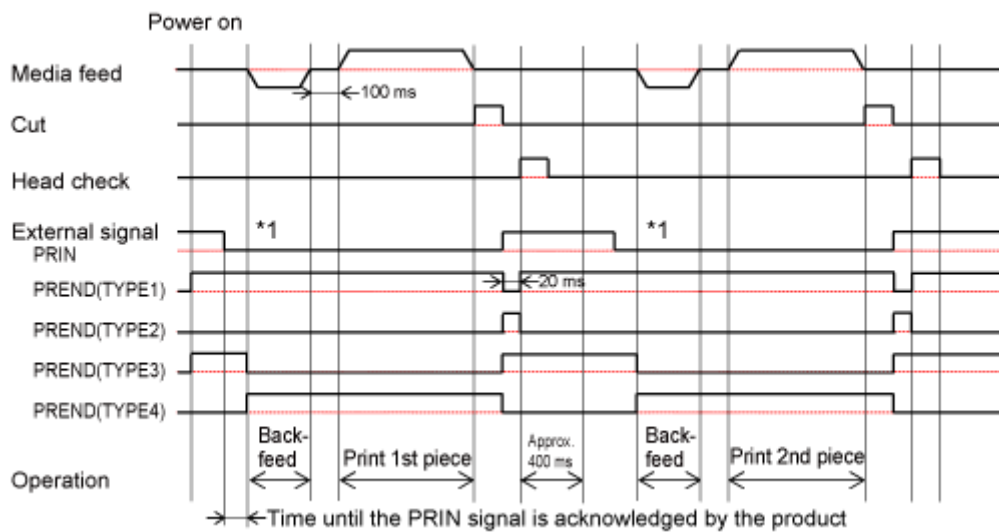 Power on
Media feed
100 ms
Cut
Head check
External signal
*1
*1
PRIN
PREND(TYPE1)
20 ms
PREND(TYPE2)
PREND(TYPE3)
PREND(TYPE4)
Operation
Back-
feed
Print 1st piece
Approx.
400 ms
Back-
feed
Print 2nd piece
Time until the PRIN signal is acknowledged by the product